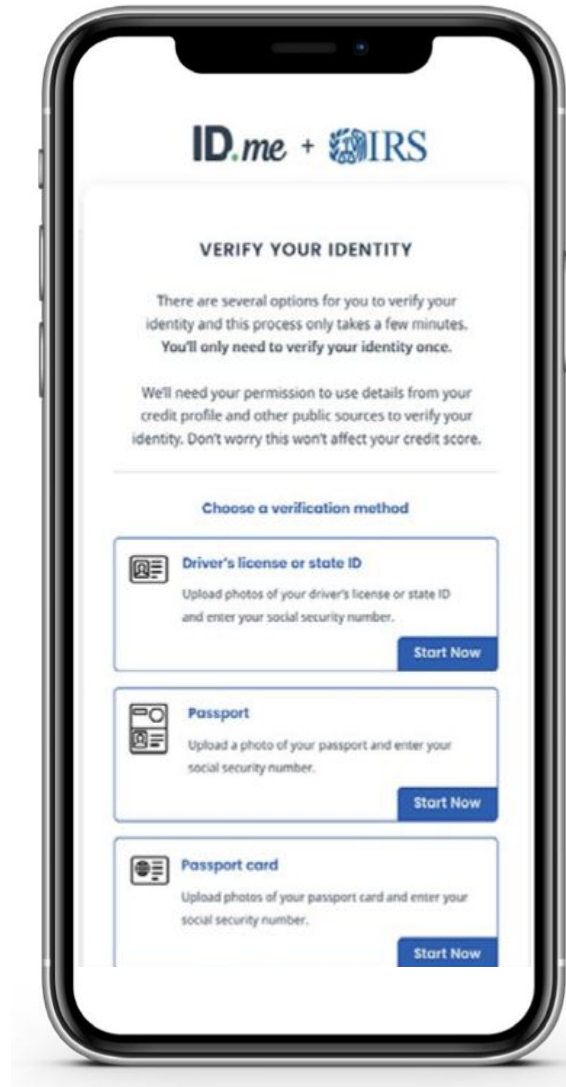 ID.me + IRS
VERIFY YOUR IDENTITY
There are several options for you to verify your
identity and this process only takes a few minutes.
You'll only need to verify your identity once.
We'll need your permission to use details from your
credit profile and other public sources to verify your
identity. Don't worry this won't affect your credit score.
Choose a verification method
Driver's license or state ID
Upload photos of your driver's license or state ID
and enter your social security number.
Start Now
Passport
Upload a photo of your passport and enter your
social security number.
Start Now
Passport card
Upload photos of your passport card and enter your
social security number.
Start Now